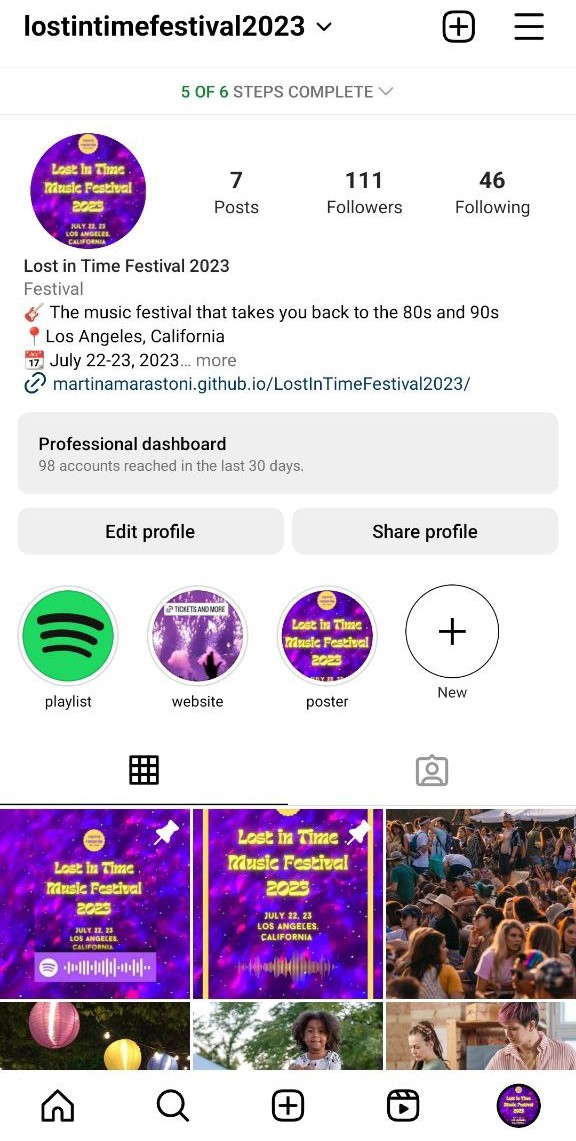 lostintimefestival2023
5 OF 6 STEPS COMPLETE
Lost in Time
Music Festival
2023
JULY 22, 23
LOS ANGELES,
CALIFORNIA
7
Posts
111
Followers
46
Following
Lost in Time Festival 2023
Festival
🎸 The music festival that takes you back to the 80s and 90s
📍Los Angeles, California
📆 July 22-23, 2023... more
martinamarastoni.github.io/LostInTimeFestival2023/
Professional dashboard
98 accounts reached in the last 30 days.
Edit profile
Share profile
TICKETS AND MORE
Lost in Time
Music Festival
2023
playlist
website
poster
New
Lost in Time
Music Festival
2023
JULY 22, 23
LOS ANGELES,
CALIFORNIA
Lost in Time
Music Festival
2023
JULY 22, 23
LOS ANGELES,
CALIFORNIA